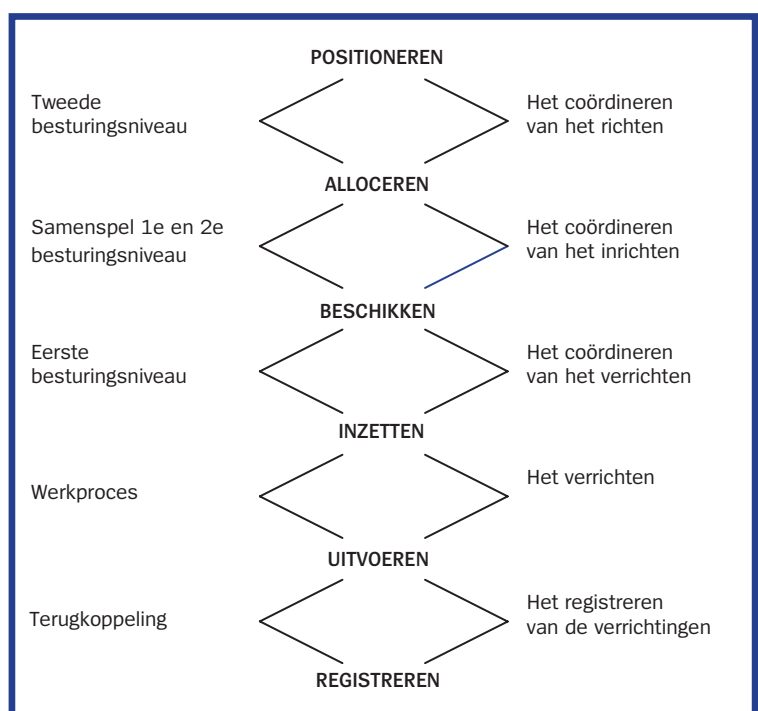 POSITIONEREN
Tweede
besturingsniveau
Het coördineren
van het richten
ALLOCEREN
Samenspel 1e en 2e
besturingsniveau
Het coördineren
van het inrichten
BESCHIKKEN
Eerste
besturingsniveau
Het coördineren
van het verrichten
INZETTEN
Werkproces
Het verrichten
UITVOEREN
Terugkoppeling
Het registreren
van de verrichtingen
REGISTREREN